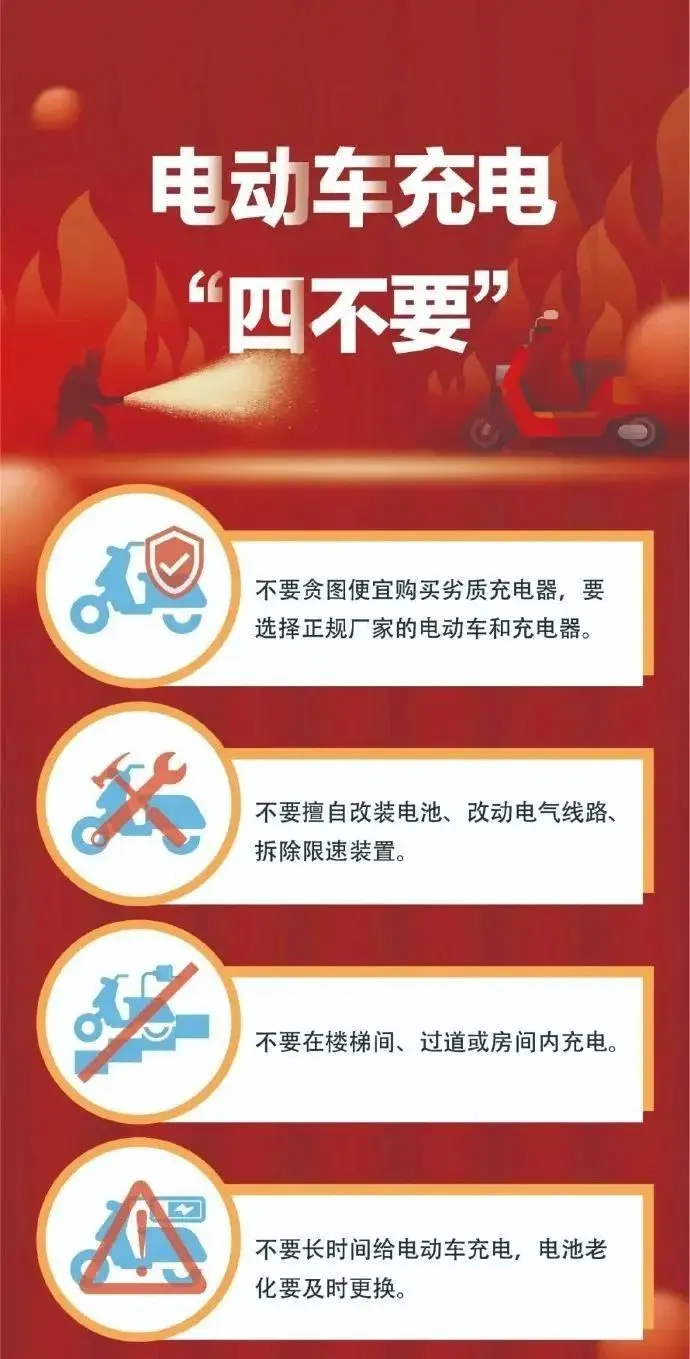 电动车充电
“四不要”
不要贪图便宜购买劣质充电器，要
选择正规厂家的电动车和充电器。
不要擅自改装电池、改动电气线路、
拆除限速装置。
不要在楼梯间、过道或房间内充电。
不要长时间给电动车充电，电池老
化要及时更换。